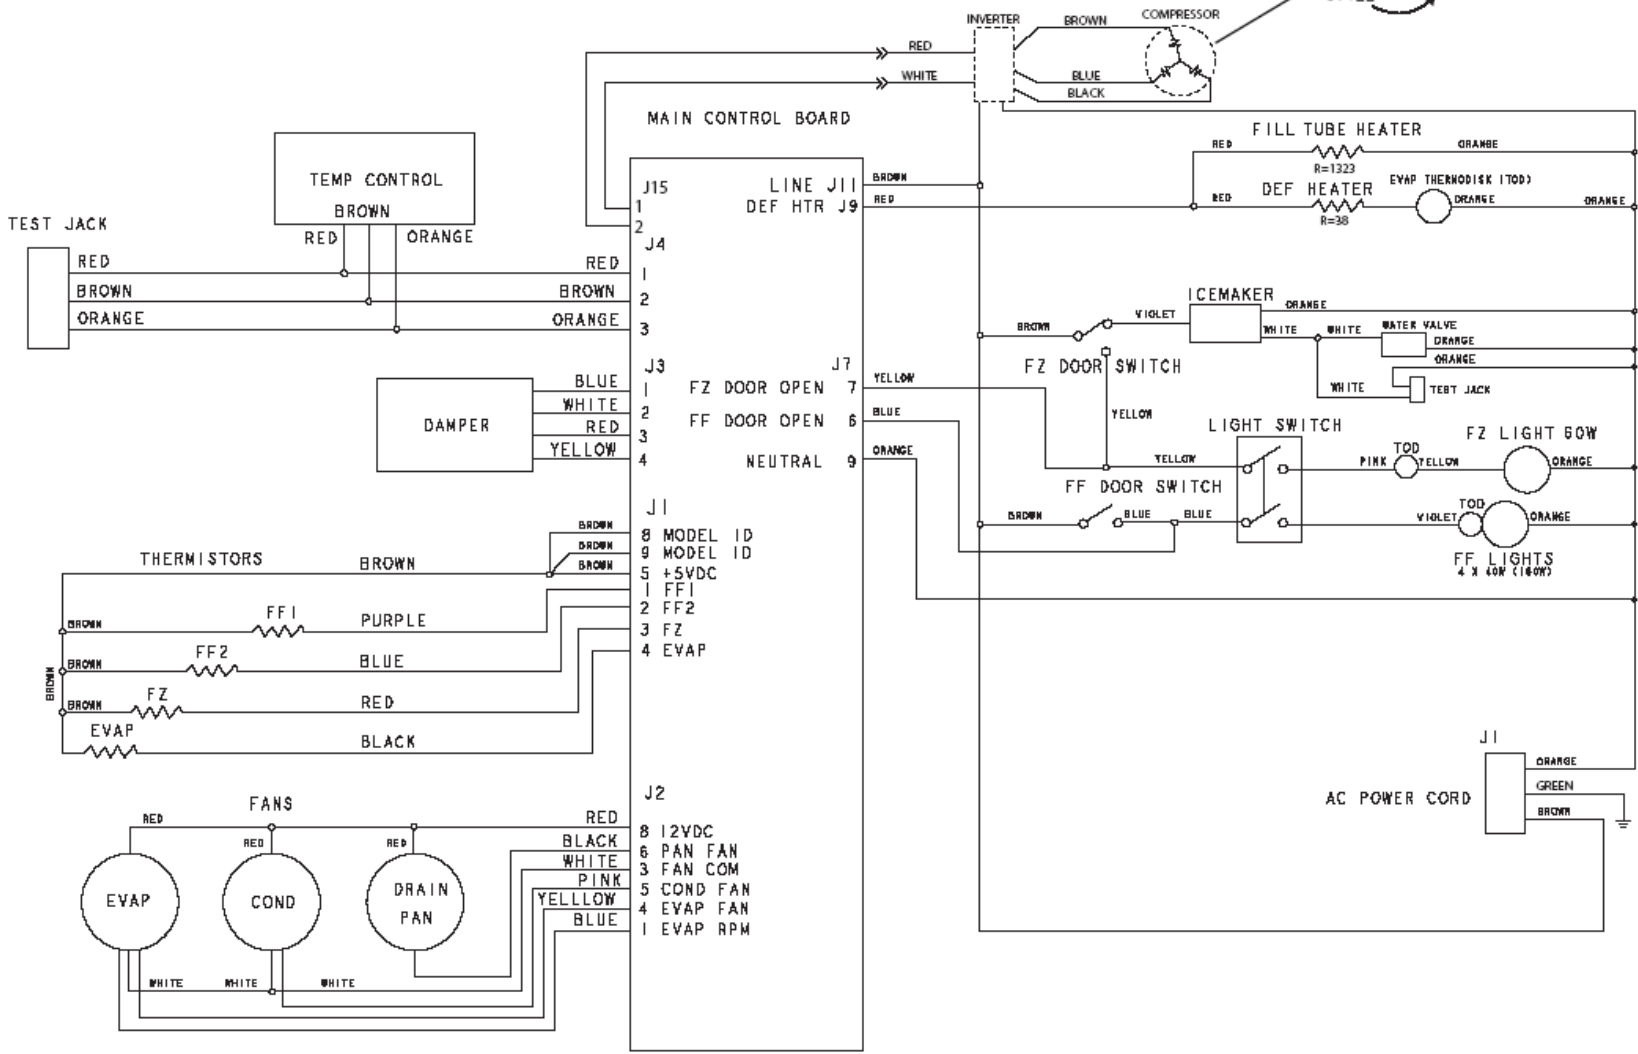 INVERTER
BROWN
COMPRESSOR
RED
WHITE
BLUE
BLACK
MAIN CONTROL BOARD
FILL TUBE HEATER
RED
ORANGE
R=1323
DEF HEATER
EVAP THERMODISK (TOD)
RED
ORANGE
ORANGE
R=38
TEMP CONTROL
BROWN
RED
ORANGE
TEST JACK
RED
BROWN
ORANGE
RED
BROWN
ORANGE
J15
1
2
J4
1
2
3
LINE J11
BROWN
DEF HTR J9
RED
ICEMAKER
ORANGE
BROWN
VIOLET
WHITE
WHITE
WATER VALVE
ORANGE
ORANGE
FZ DOOR SWITCH
WHITE
TEST JACK
DAMPER
BLUE
WHITE
RED
YELLOW
J3
1
2
3
4
J7
FZ DOOR OPEN 7
YELLOW
FF DOOR OPEN 6
BLUE
NEUTRAL 9
ORANGE
YELLOW
LIGHT SWITCH
FZ LIGHT 60W
YELLOW
PINK
TOD
YELLOW
ORANGE
FF DOOR SWITCH
BROWN
BLUE
BLUE
VIOLET
TOD
ORANGE
FF LIGHTS
4 X 40W (160W)
J1
BROWN
8 MODEL ID
BROWN
9 MODEL ID
BROWN
5 +5VDC
1 FF1
2 FF2
3 FZ
4 EVAP
THERMISTORS
BROWN
BROWN
FF1
PURPLE
BROWN
FF2
BLUE
BROWN
BROWN
FZ
RED
EVAP
BLACK
J1
ORANGE
GREEN
BROWN
AC POWER CORD
J2
FANS
RED
RED
RED
RED
8 12VDC
BLACK
6 PAN FAN
WHITE
3 FAN COM
PINK
5 COND FAN
YELLLOW
4 EVAP FAN
BLUE
1 EVAP RPM
EVAP
COND
DRAIN
PAN
WHITE
WHITE
WHITE